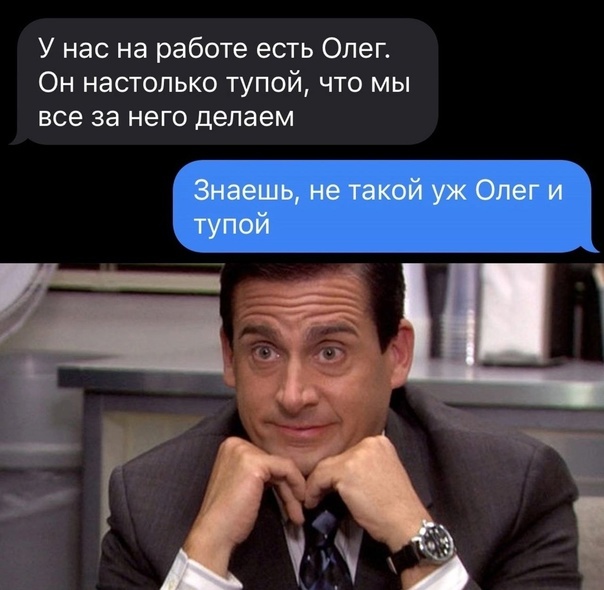 У нас на работе есть Олег.
Он настолько тупой, что мы
все за него делаем
Знаешь, не такой уж Олег и
тупой